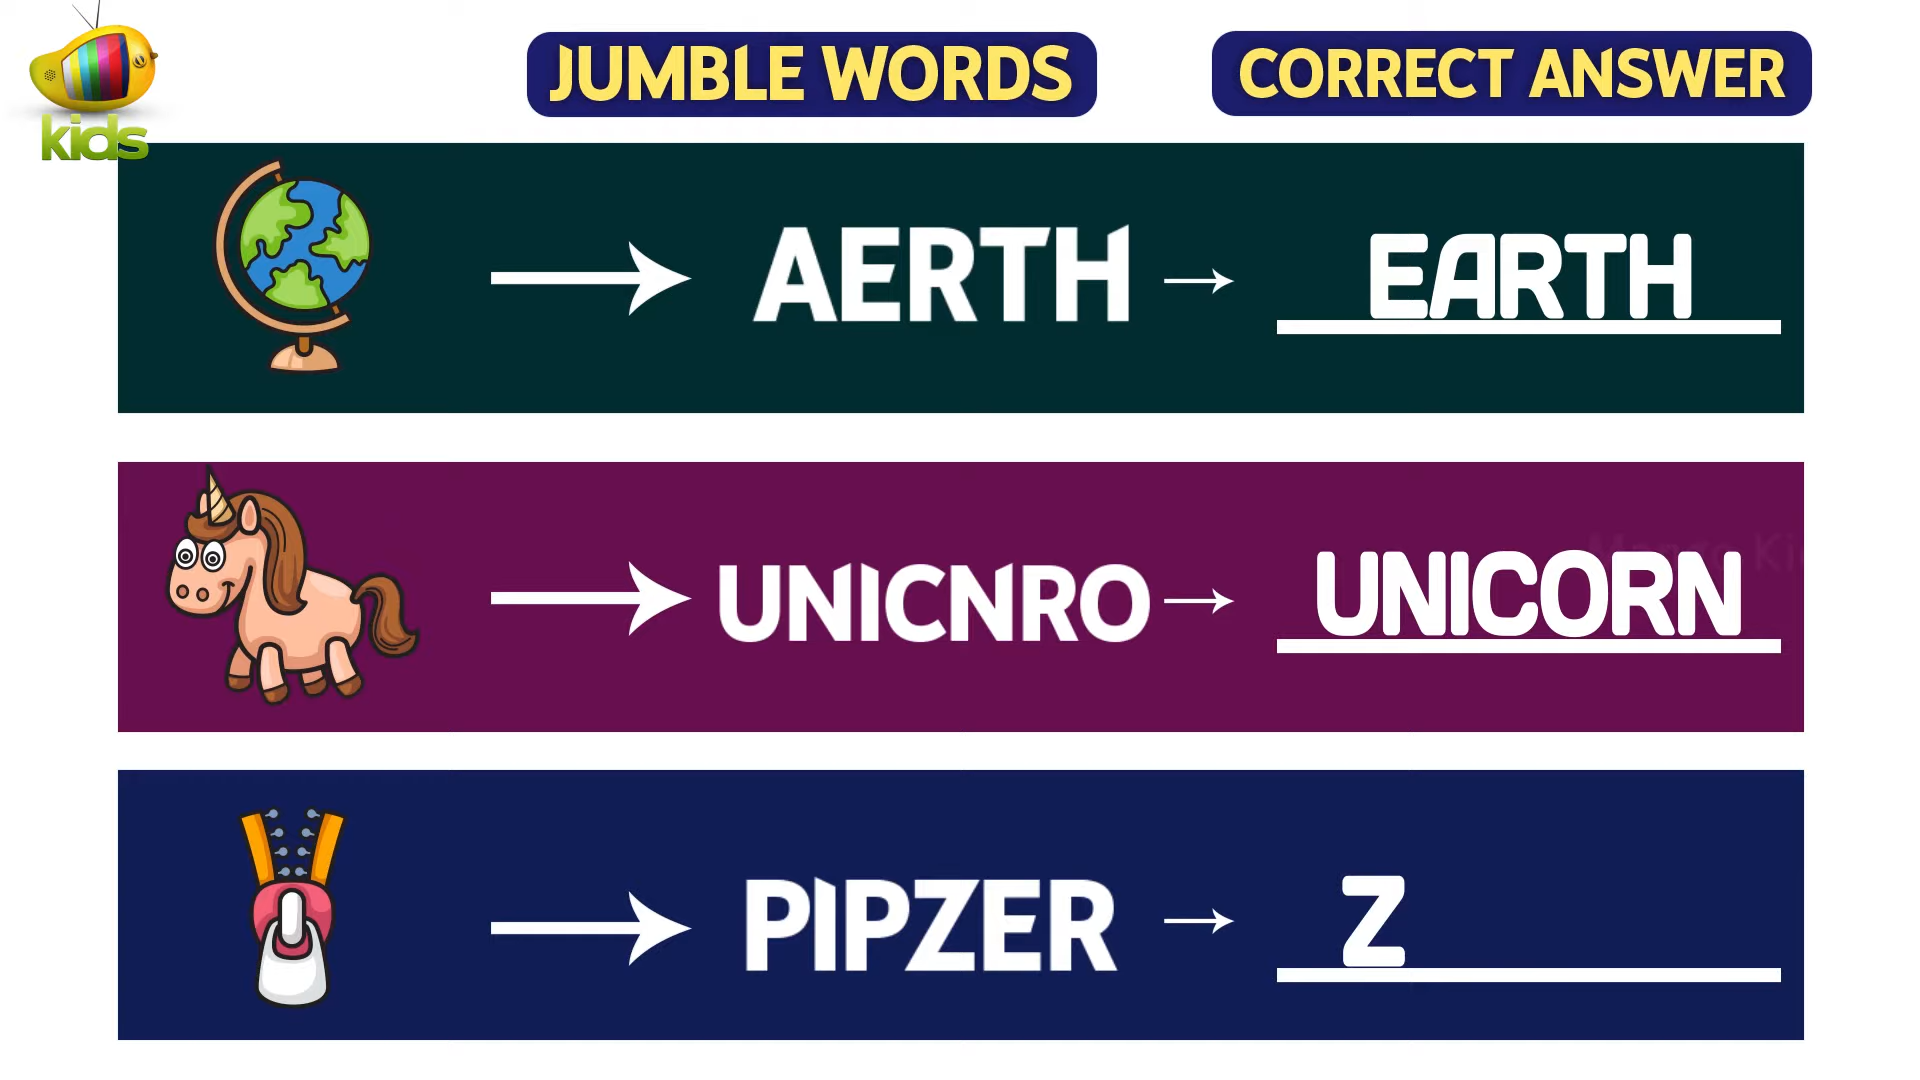 kids
JUMBLE WORDS
CORRECT ANSWER
AERTH
EARTH
UNICNRO
UNICORN
PIPZER
Z